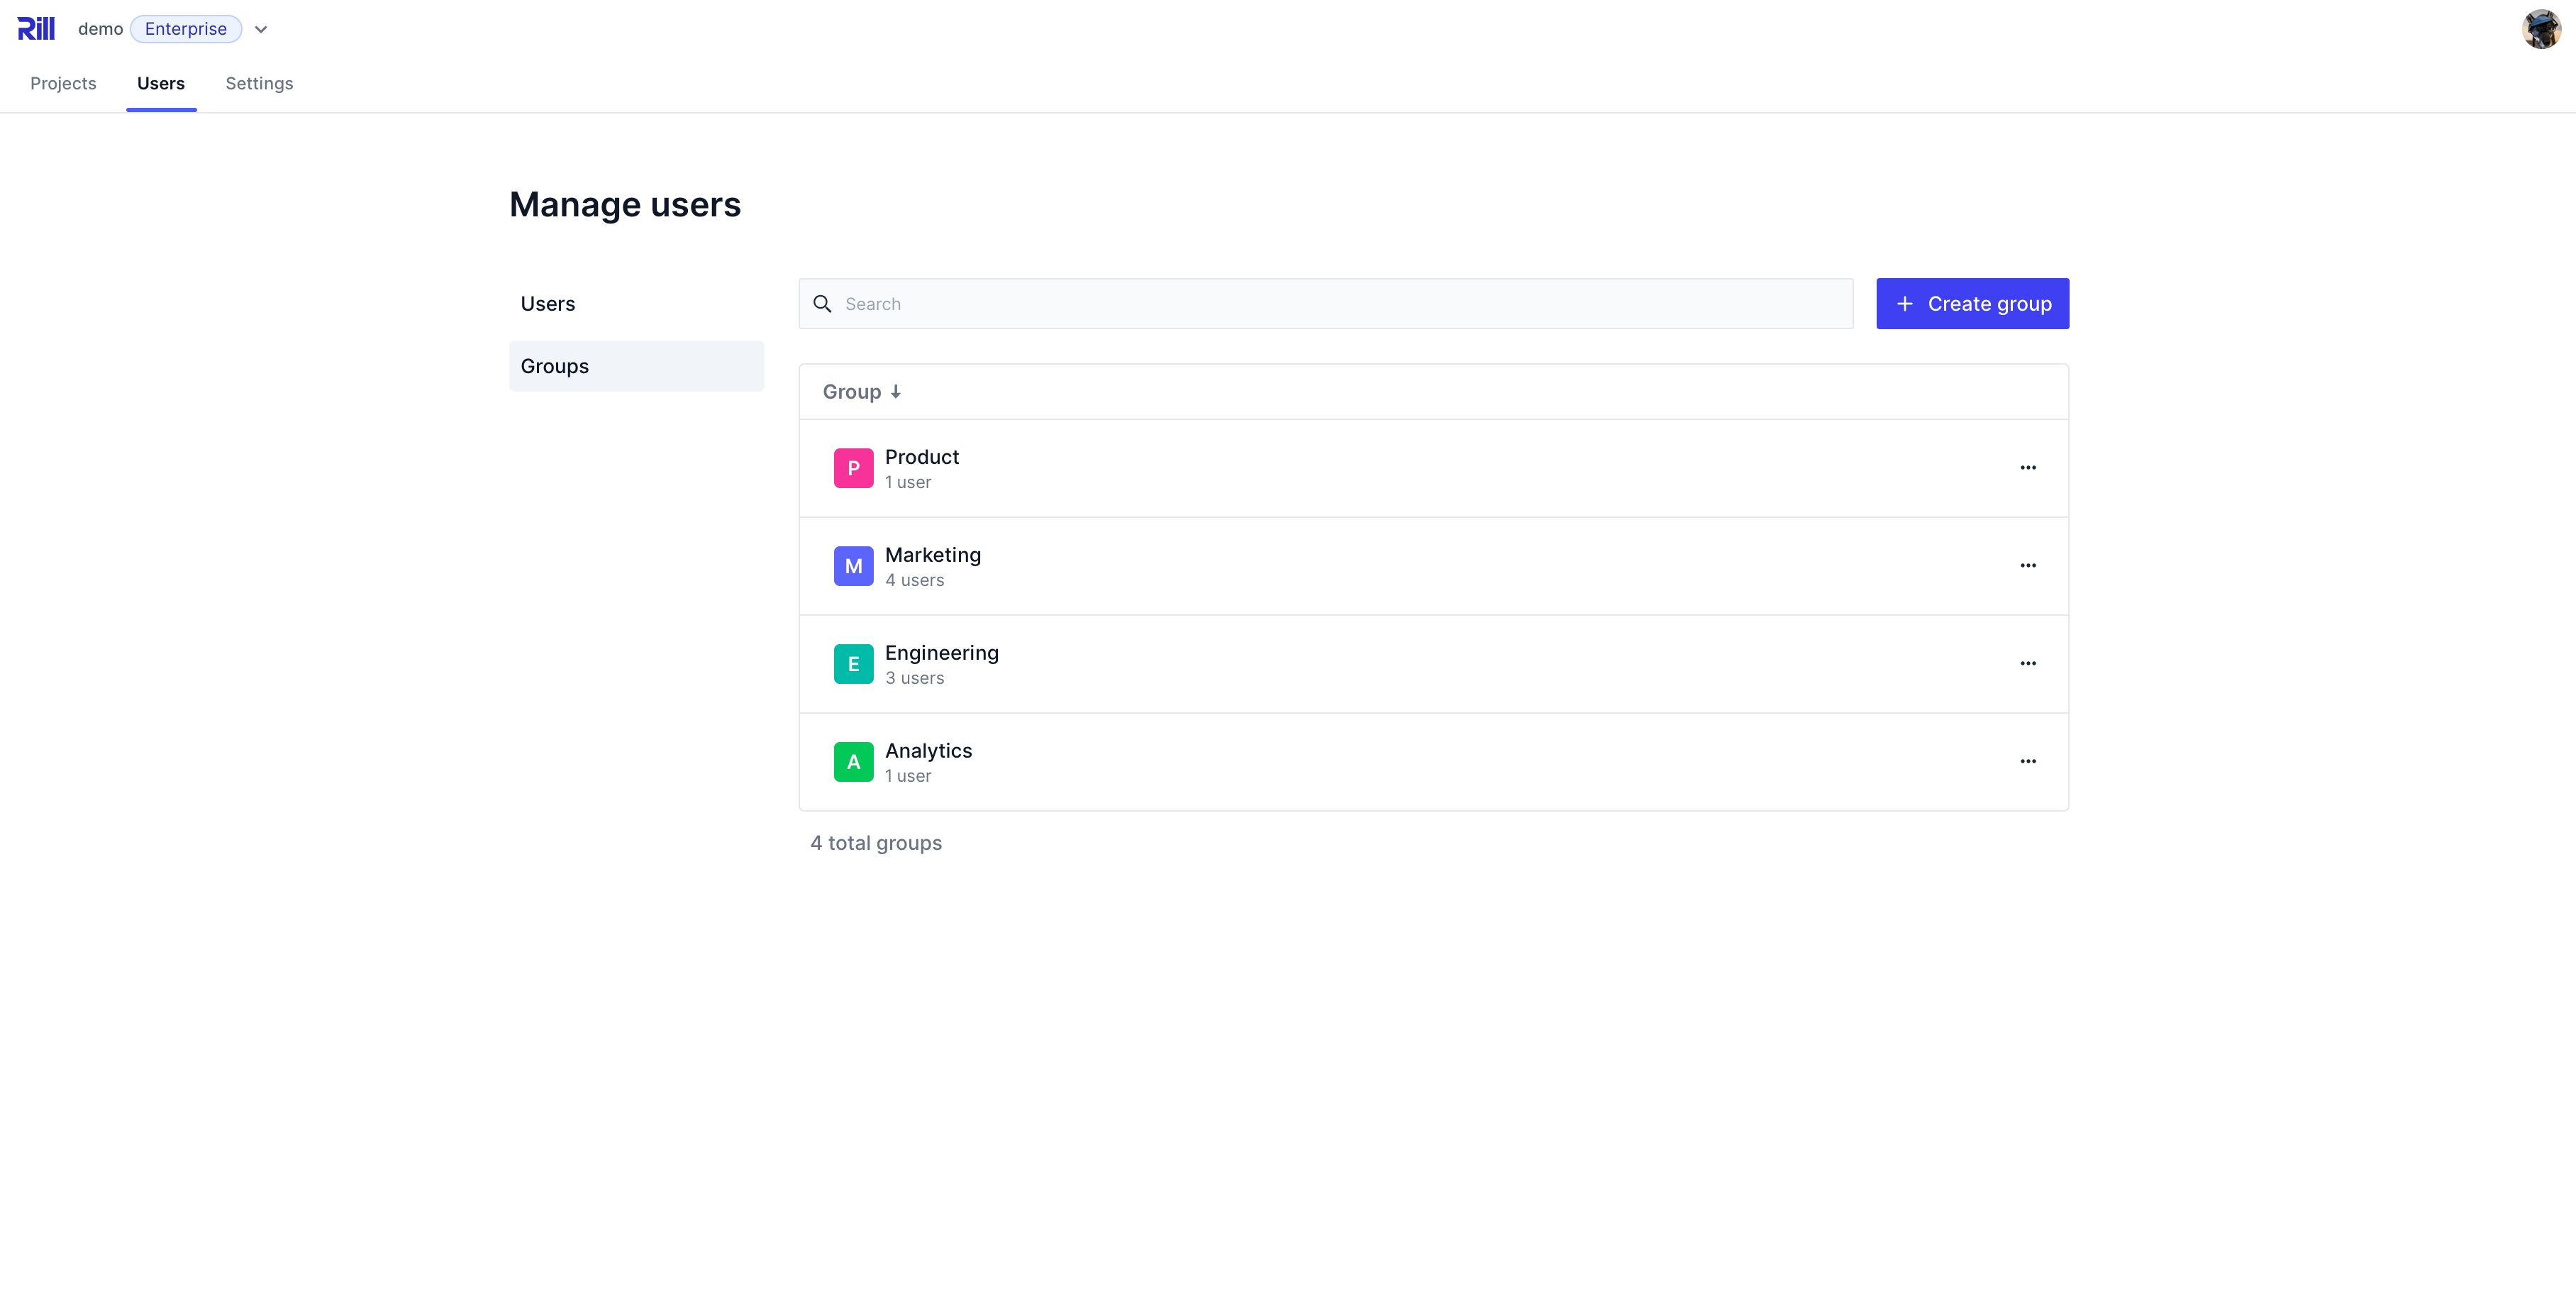 Rill demo Enterprise
Projects Users Settings
Manage users
Users
Groups
Search
Create group
Group
P
Product
1 user
M
Marketing
4 users
E
Engineering
3 users
A
Analytics
1 user
4 total groups